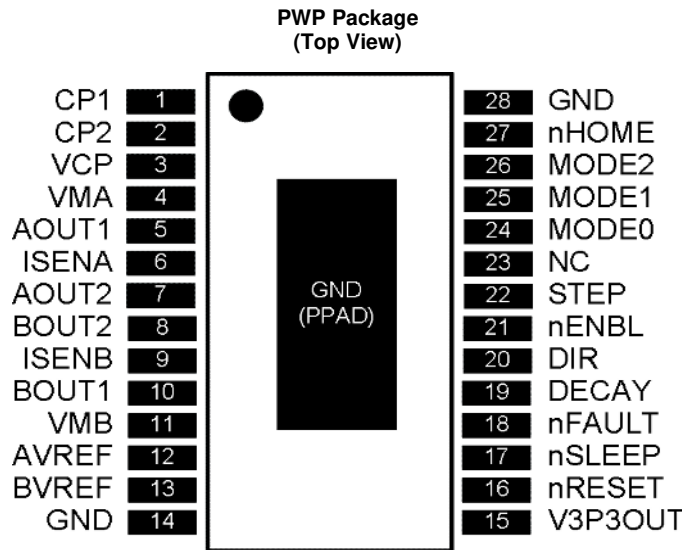 PWP Package
(Top View)
CP1 1 28 GND
CP2 2 27 nHOME
VCP 3 26 MODE2
VMA 4 25 MODE1
AOUT1 5 24 MODE0
ISENA 6 23 NC
AOUT2 7 22 STEP
BOUT2 8 21 nENBL
ISENB 9 20 DIR
BOUT1 10 19 DECAY
VMB 11 18 nFAULT
AVREF 12 17 nSLEEP
BVREF 13 16 nRESET
GND 14 15 V3P3OUT
GND
(PPAD)